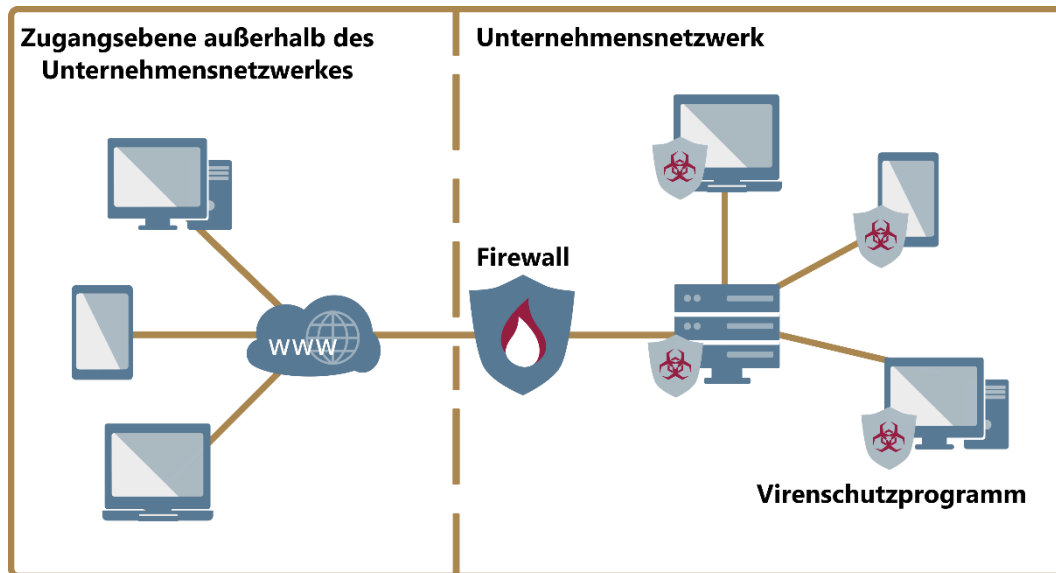 Zugangsebene außerhalb des
Unternehmensnetzwerkes
Unternehmensnetzwerk
Firewall
www
Virenschutzprogramm